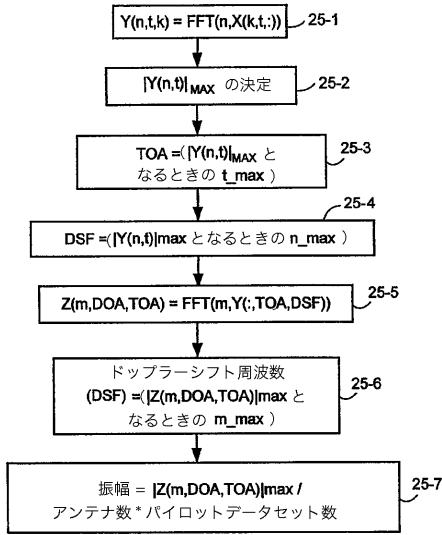 Y(n,t,k) = FFT(n,X(k,t,:))
25-1
|Y(n,t)|MAX の決定
25-2
TOA =(|Y(n,t)|MAX と
なるときの t_max )
25-3
25-4
DSF =(|Y(n,t)|maxとなるときの n_max )
Z(m,DOA,TOA) = FFT(m,Y(:,TOA,DSF))
25-5
ドップラーシフト周波数
(DSF) =(|Z(m,DOA,TOA)|max と
なるときの m_max )
25-6
振幅 = |Z(m,DOA,TOA)|max /
アンテナ数*パイロットデータセット数
25-7